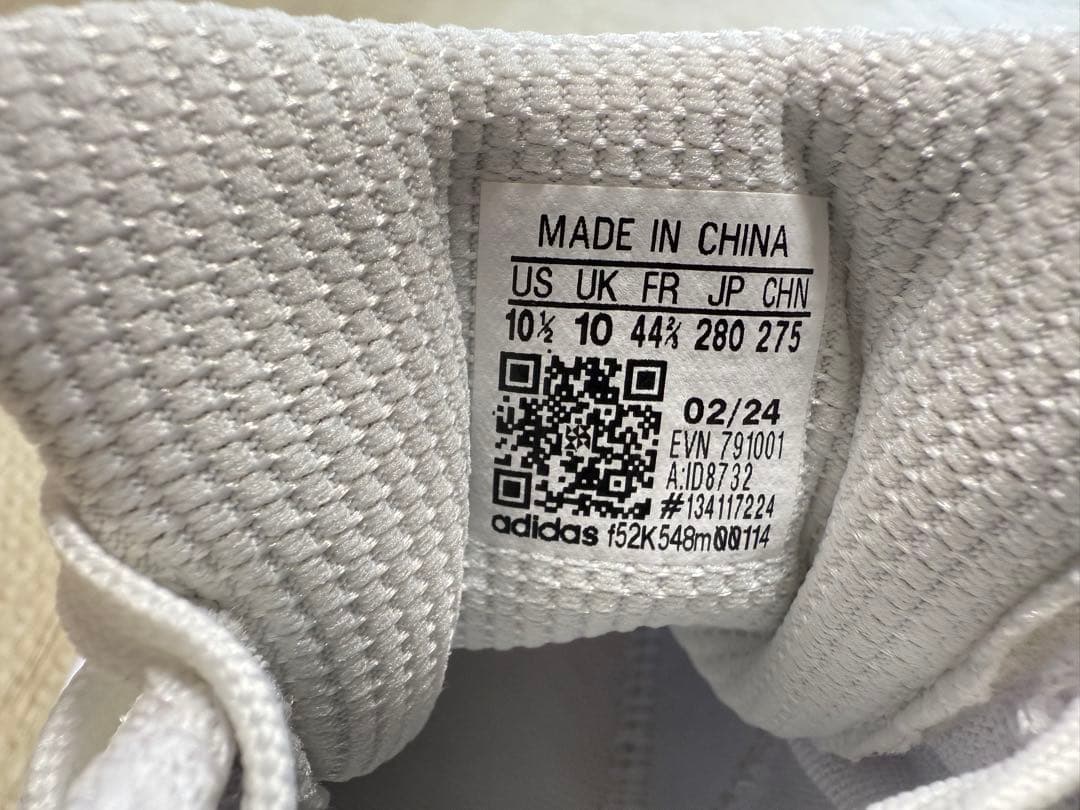 MADE IN CHINA
US UK FR JP CHN
10½ 10 44⅔ 280 275
02/24
EVN 791001
A:ID8732
#134117224
adidas f52K548m00114